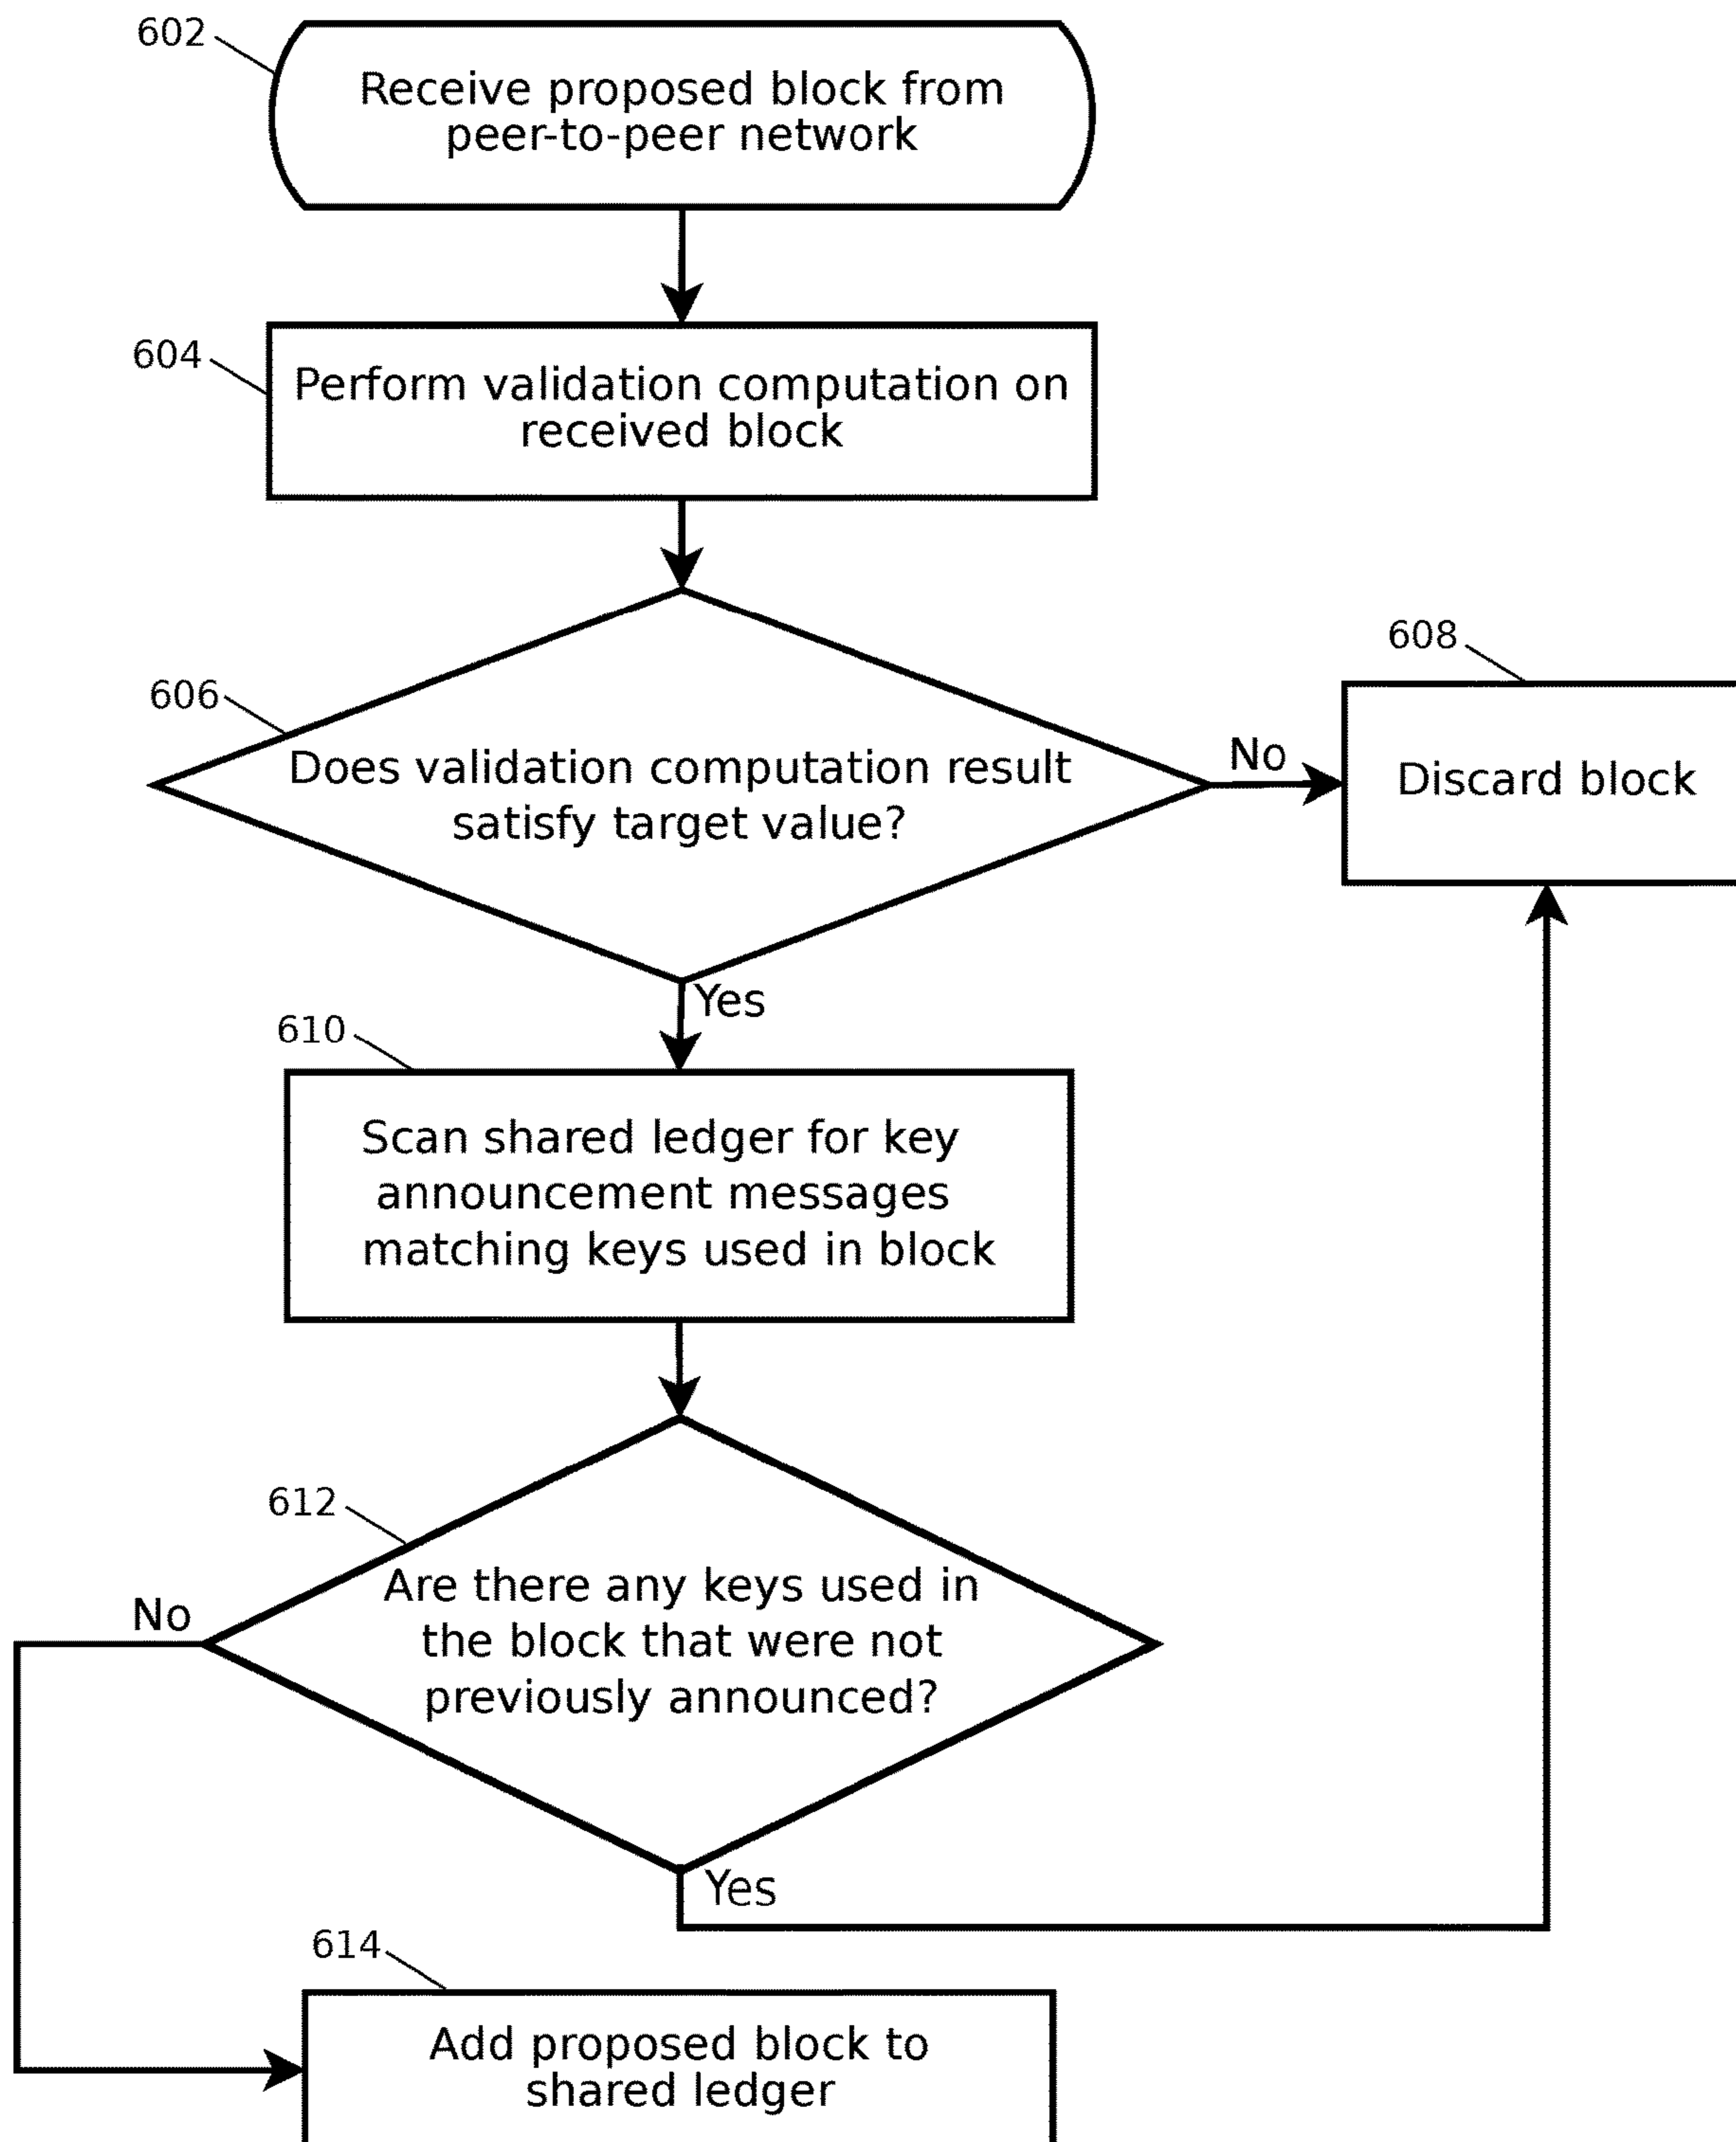 602
Receive proposed block from
peer-to-peer network
604
Perform validation computation on
received block
606
Does validation computation result
satisfy target value?
No
608
Discard block
Yes
610
Scan shared ledger for key
announcement messages
matching keys used in block
612
Are there any keys used in
the block that were not
previously announced?
No
Yes
614
Add proposed block to
shared ledger